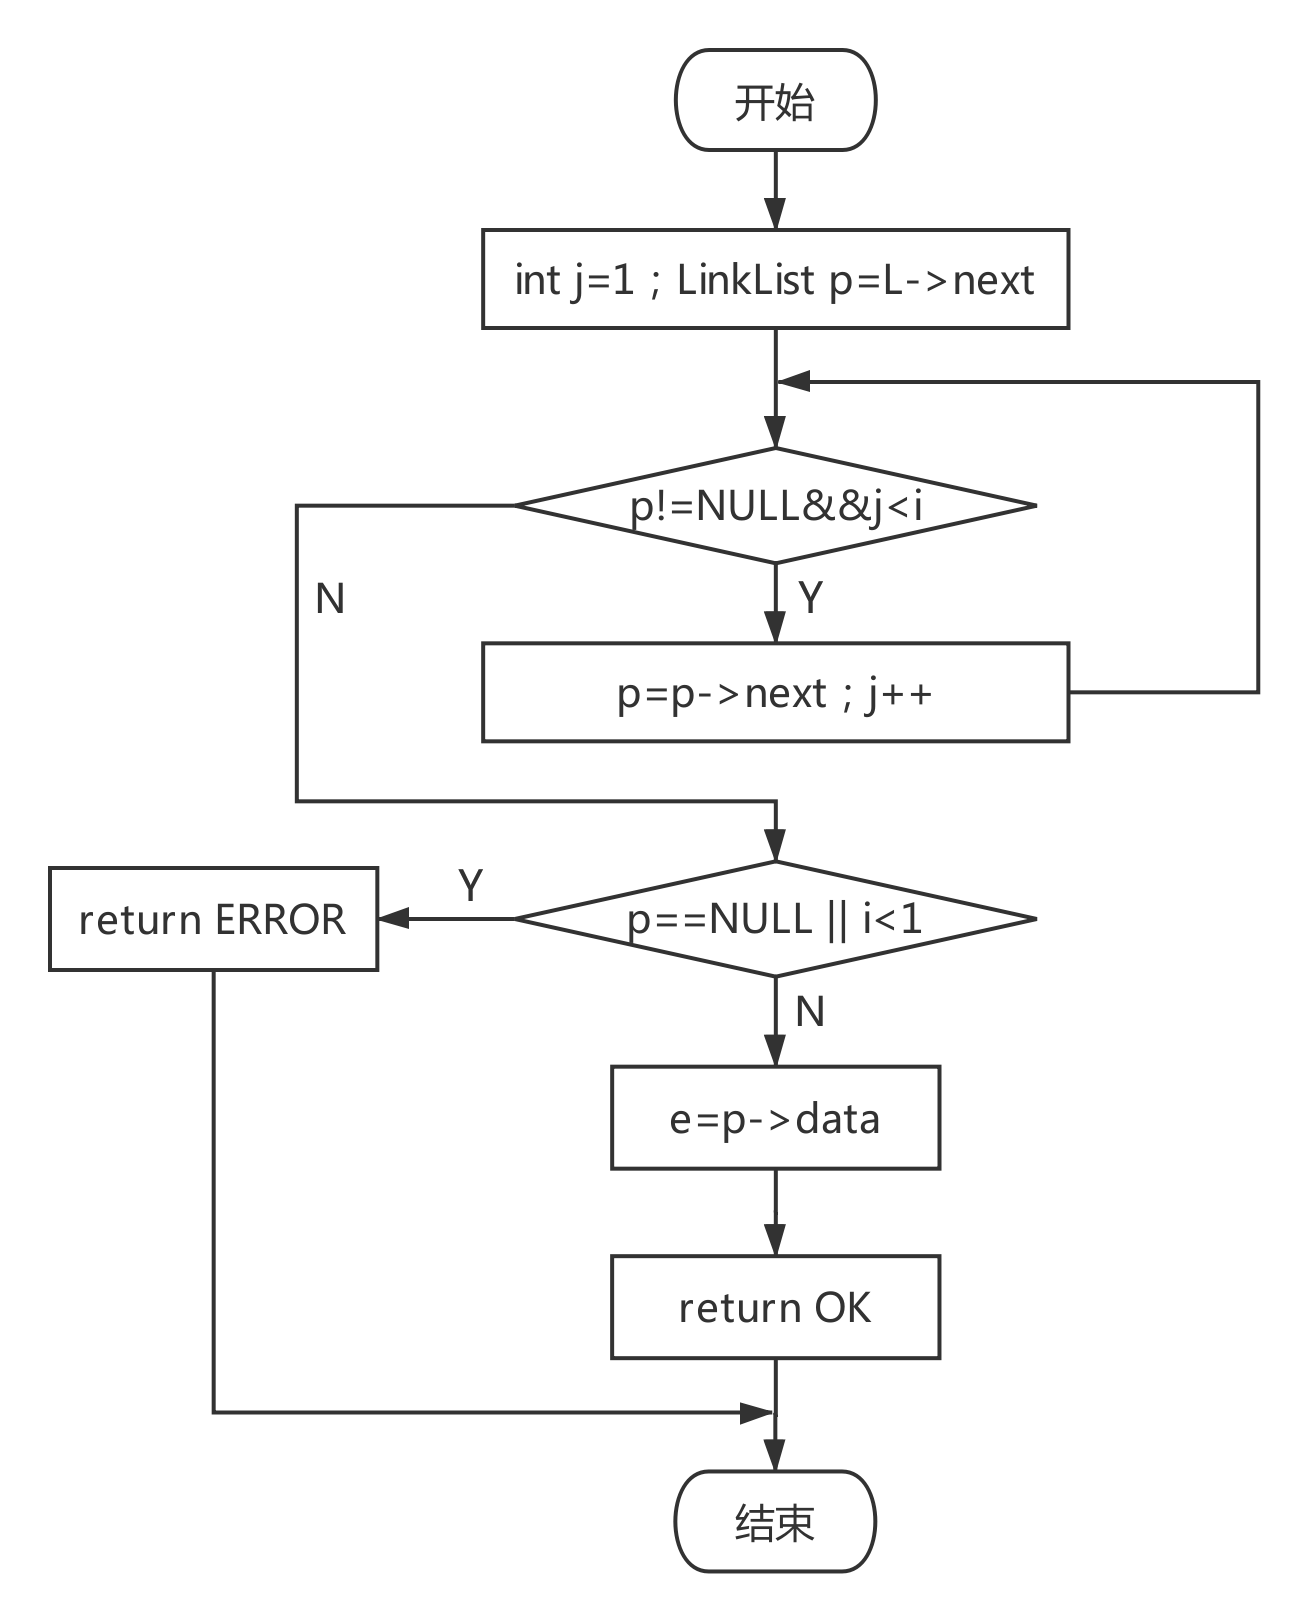 开始
int j=1 ; LinkList p=L->next
p!=NULL&&j<i
N
Y
p=p->next ; j++
Y
return ERROR
p==NULL || i<1
N
e=p->data
return OK
结束